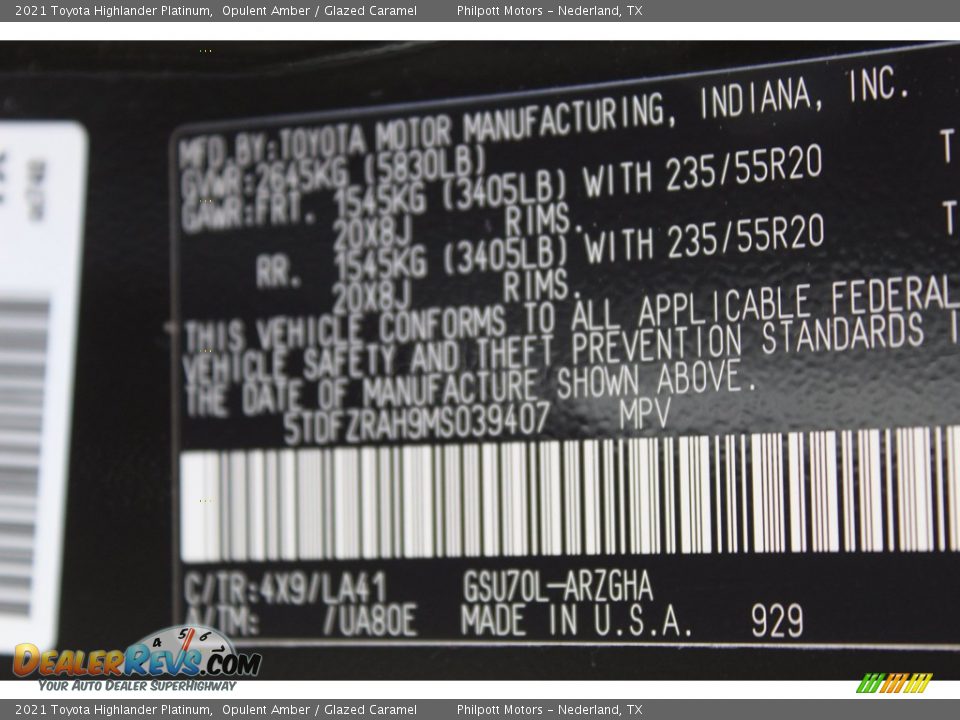 2021 Toyota Highlander Platinum,  Opulent Amber / Glazed Caramel  Philpott Motors - Nederland, TX
MFD.BY:TOYOTA MOTOR MANUFACTURING, INDIANA, INC.
GVWR:2645KG (5830LB)
GAWR:FRT. 1545KG (3405LB) WITH 235/55R20 T
20X8J RIMS.
RR. 1545KG (3405LB) WITH 235/55R20 T
20X8J RIMS.
THIS VEHICLE CONFORMS TO ALL APPLICABLE FEDERAL
VEHICLE SAFETY AND THEFT PREVENTION STANDARDS I
THE DATE OF MANUFACTURE SHOWN ABOVE.
5TDFZRAH9MS039407 MPV
C/TR:4X9/LA41 GSU70L-ARZGHA
A/TM: /UA80E MADE IN U.S.A. 929
4 5 6
DEALERREVS.COM
YOUR AUTO DEALER SUPERHIGHWAY
2021 Toyota Highlander Platinum,  Opulent Amber / Glazed Caramel  Philpott Motors - Nederland, TX